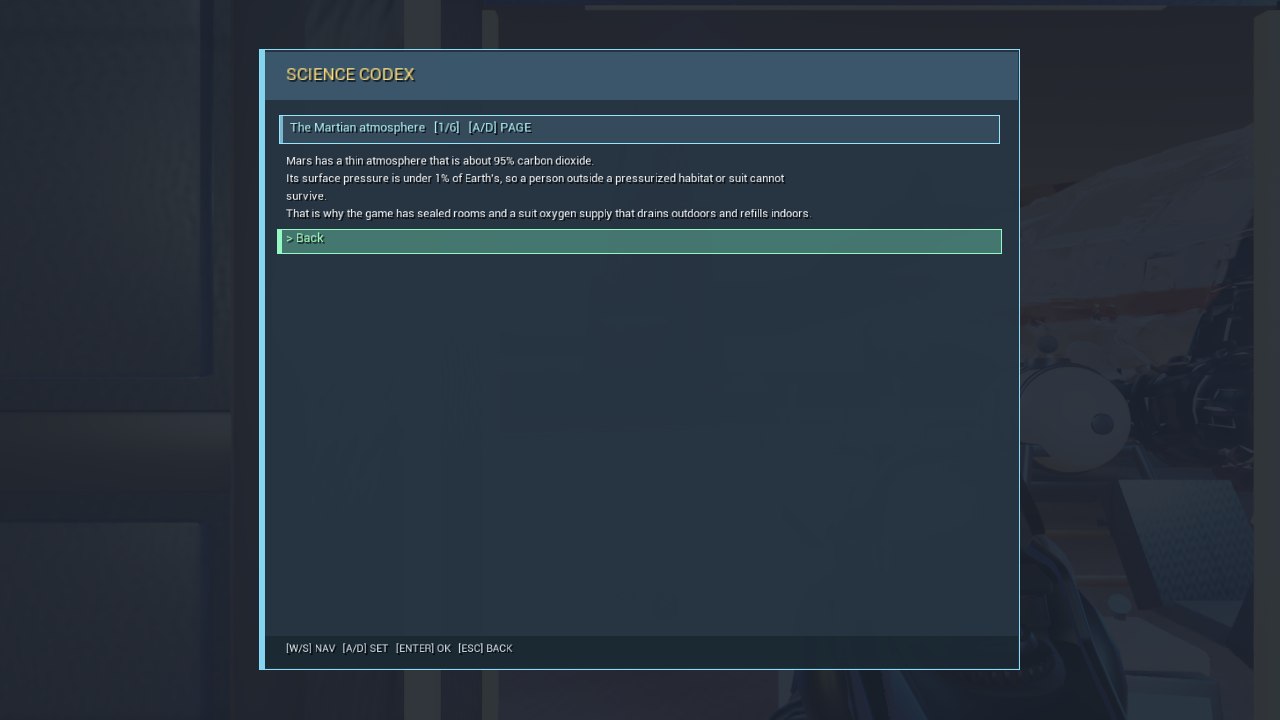 SCIENCE CODEX
The Martian atmosphere [1/6] [A/D] PAGE
Mars has a thin atmosphere that is about 95% carbon dioxide.
Its surface pressure is under 1% of Earth's, so a person outside a pressurized habitat or suit cannot
survive.
That is why the game has sealed rooms and a suit oxygen supply that drains outdoors and refills indoors.
> Back
[W/S] NAV [A/D] SET [ENTER] OK [ESC] BACK